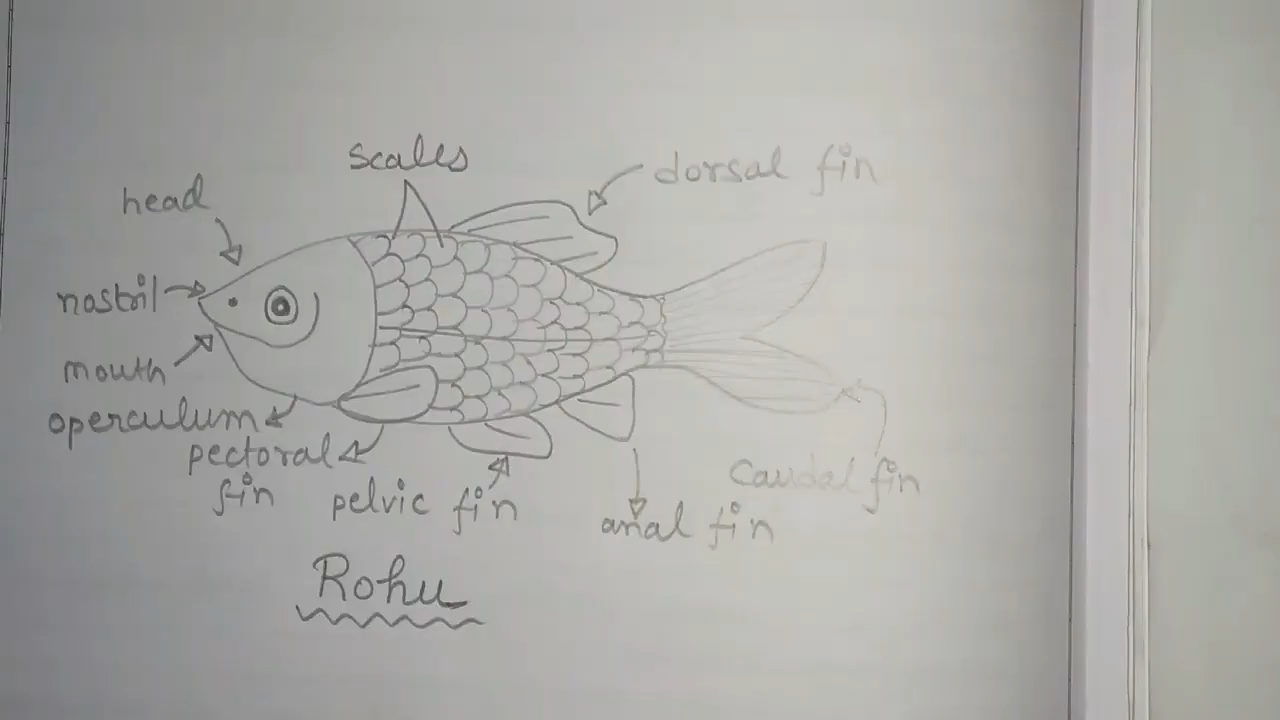 scales
dorsal fin
head
nostril
mouth
operculum
pectoral
fin
pelvic fin
anal fin
Caudal fin
Rohu